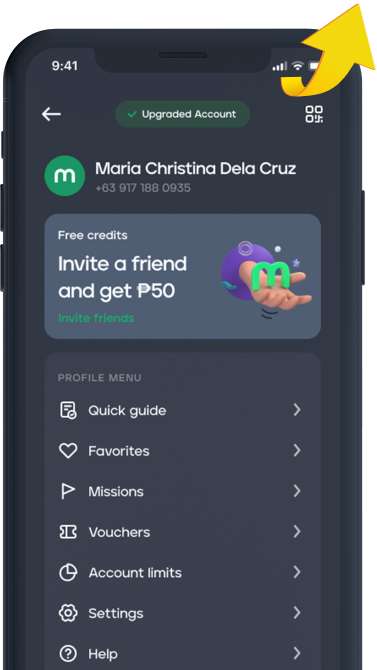 9:41
Upgraded Account
m
Maria Christina Dela Cruz
+63 917 188 0935
Free credits
Invite a friend
and get ₱50
m
Invite friends
PROFILE MENU
Quick guide
Favorites
Missions
Vouchers
Account limits
Settings
Help